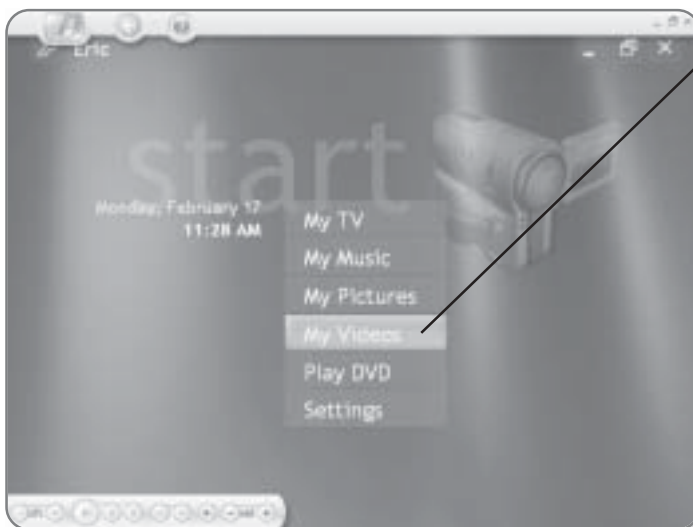 Eric
start
Monday, February 17
11:28 AM
My TV
My Music
My Pictures
My Videos
Play DVD
Settings